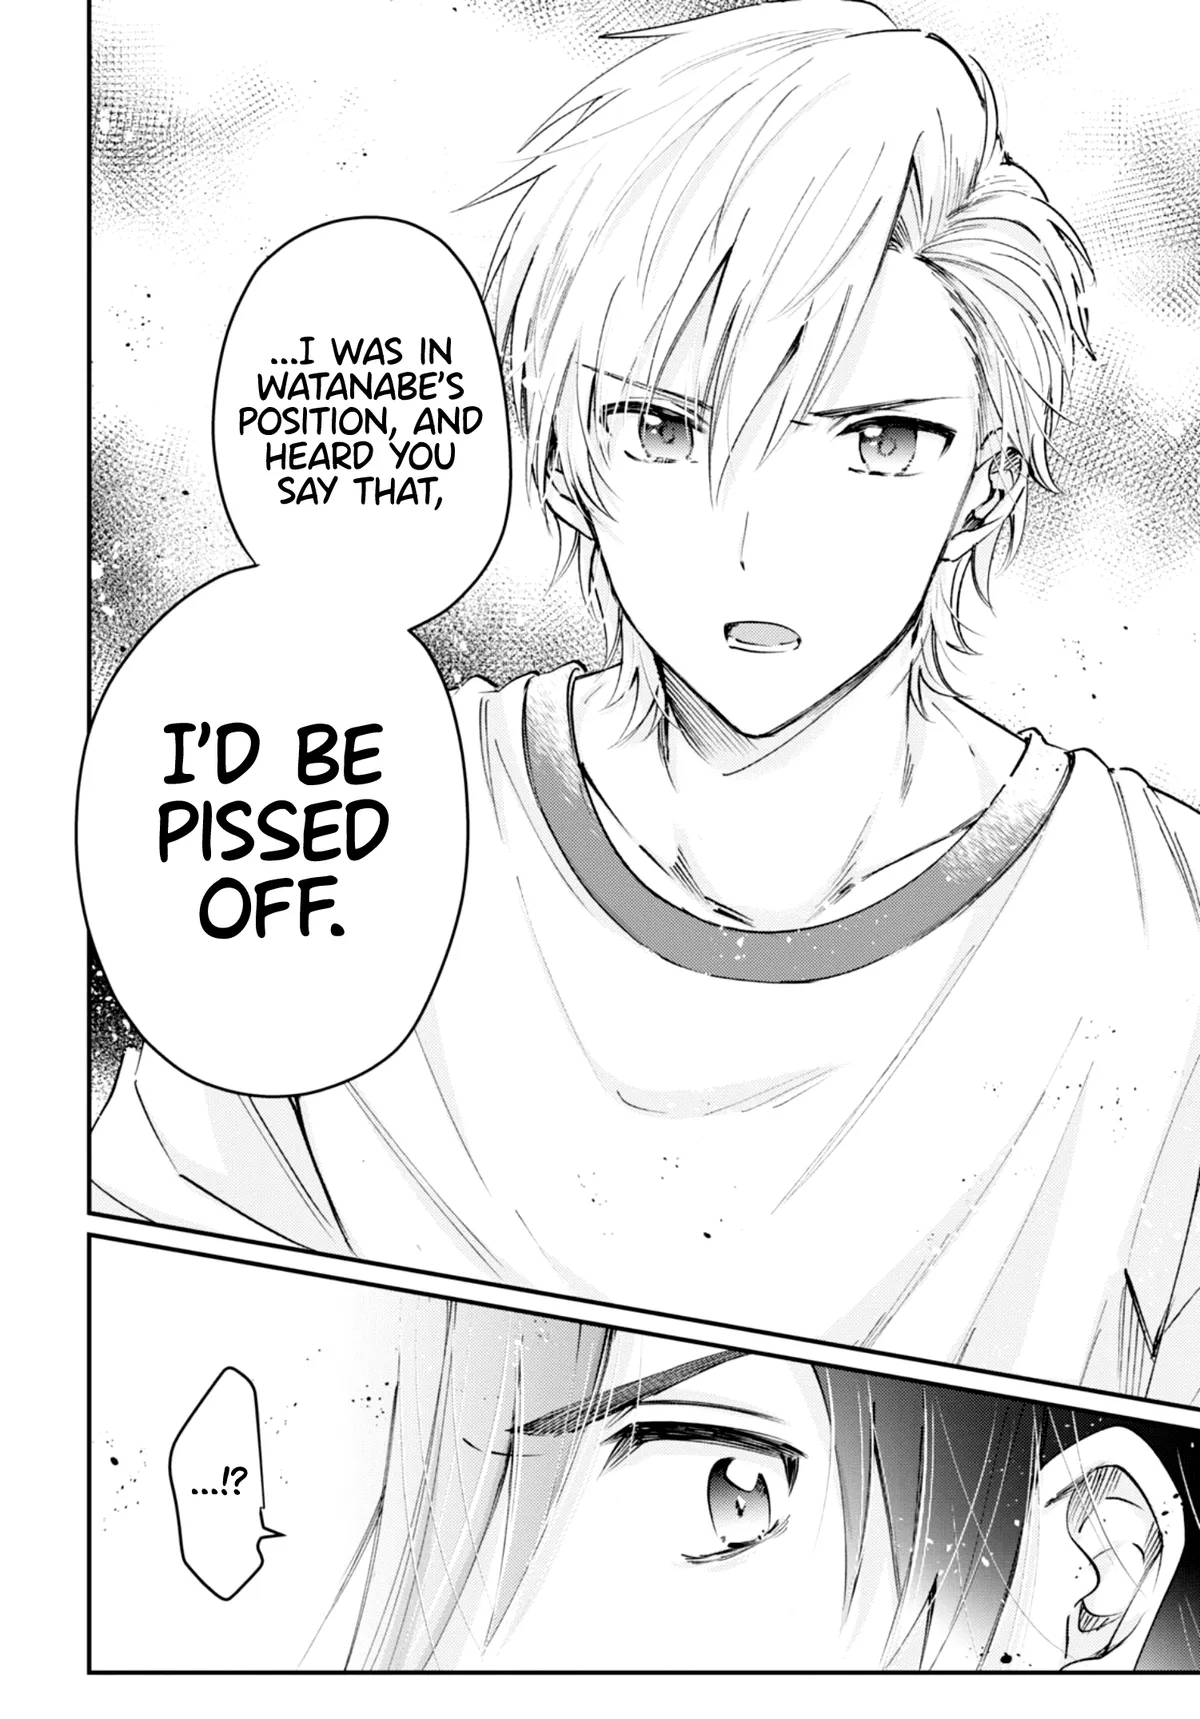 ...I WAS IN
WATANABE'S
POSITION, AND
HEARD YOU
SAY THAT,
I'D BE
PISSED
OFF.
...!?